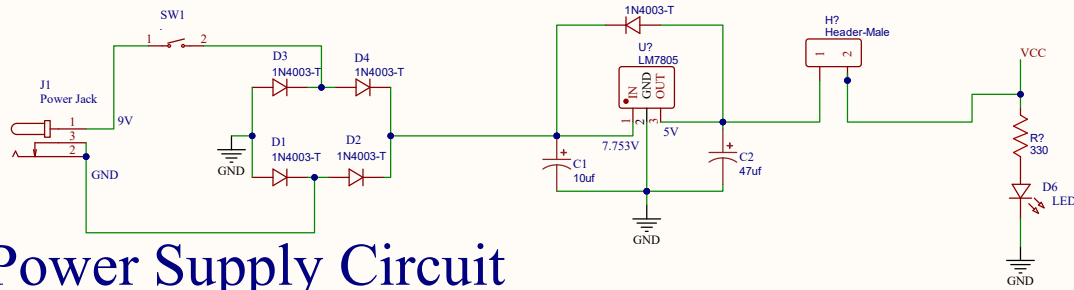 SW1
1 2
J1
Power Jack
1
3
2
9V
GND
D3
1N4003-T
D4
1N4003-T
GND
D1
1N4003-T
D2
1N4003-T
1N4003-T
U?
LM7805
IN
GND
OUT
1 2 3
7.753V
5V
C1
10uf
C2
47uf
GND
H?
Header-Male
1 2
VCC
R?
330
D6
LED
GND
Power Supply Circuit